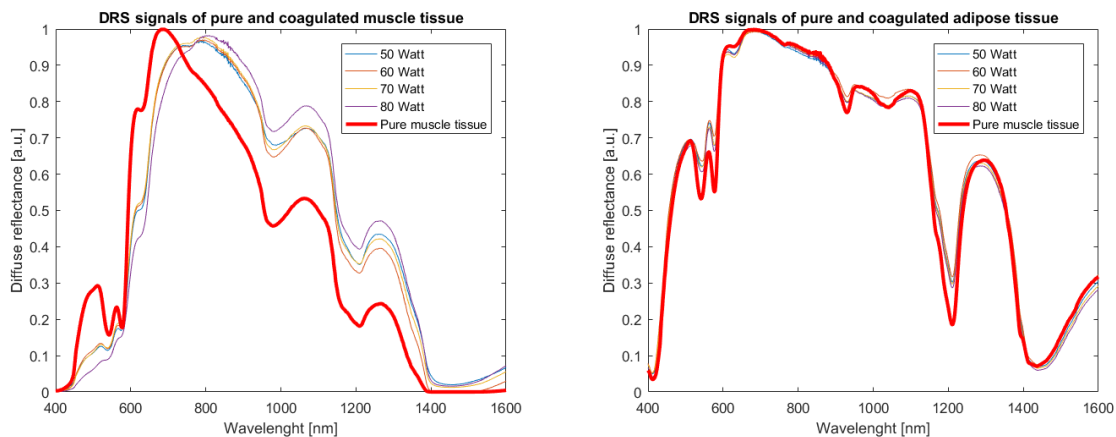 DRS signals of pure and coagulated muscle tissue
1
0.9
0.8
0.7
0.6
0.5
0.4
0.3
0.2
0.1
0
Diffuse reflectance [a.u.]
50 Watt
60 Watt
70 Watt
80 Watt
Pure muscle tissue
400 600 800 1000 1200 1400 1600
Wavelenght [nm]
DRS signals of pure and coagulated adipose tissue
1
0.9
0.8
0.7
0.6
0.5
0.4
0.3
0.2
0.1
0
Diffuse reflectance [a.u.]
50 Watt
60 Watt
70 Watt
80 Watt
Pure muscle tissue
400 600 800 1000 1200 1400 1600
Wavelenght [nm]